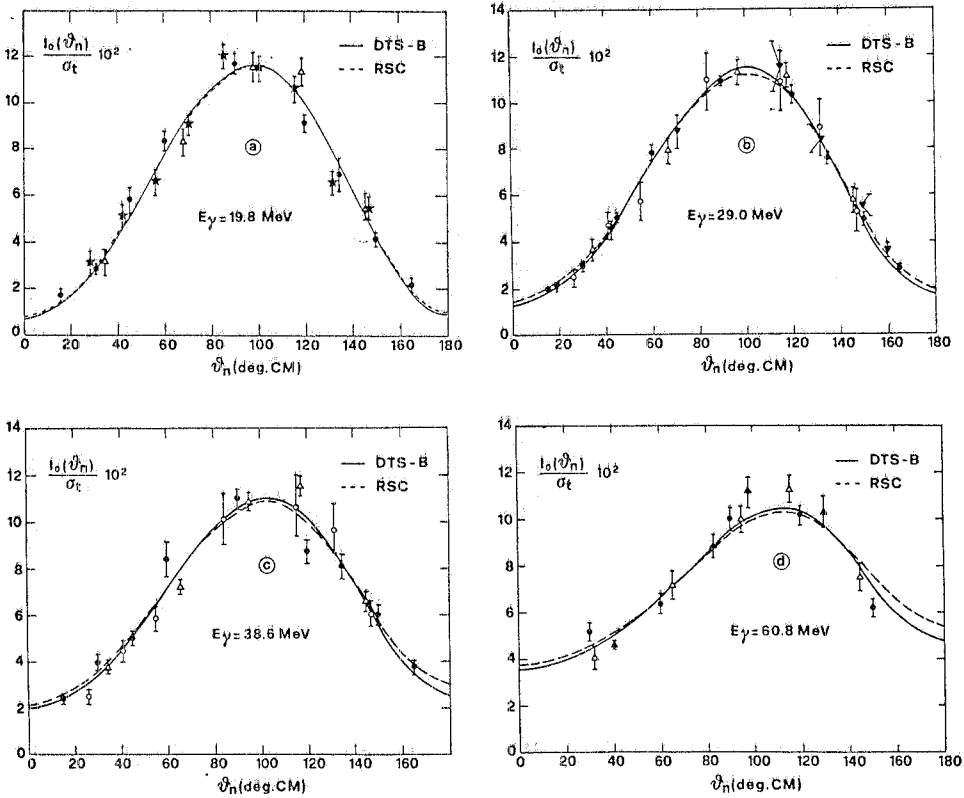 14
12
10
8
6
4
2
0
I₀(ϑn)/σt 10²
DTS-B
RSC
ⓐ
Eγ=19.8 MeV
0 20 40 60 80 100 120 140 160 180
ϑn(deg.CM)
14
12
10
8
6
4
2
0
I₀(ϑn)/σt 10²
DTS-B
RSC
ⓑ
Eγ=29.0 MeV
0 20 40 60 80 100 120 140 160 180
ϑn(deg.CM)
14
12
10
8
6
4
2
0
I₀(ϑn)/σt 10²
DTS-B
RSC
ⓒ
Eγ=38.6 MeV
0 20 40 60 80 100 120 140 160
ϑn(deg.CM)
14
12
10
8
6
4
2
0
I₀(ϑn)/σt 10²
DTS-B
RSC
ⓓ
Eγ=60.8 MeV
0 20 40 60 80 100 120 140 160 180
ϑn(deg.CM)